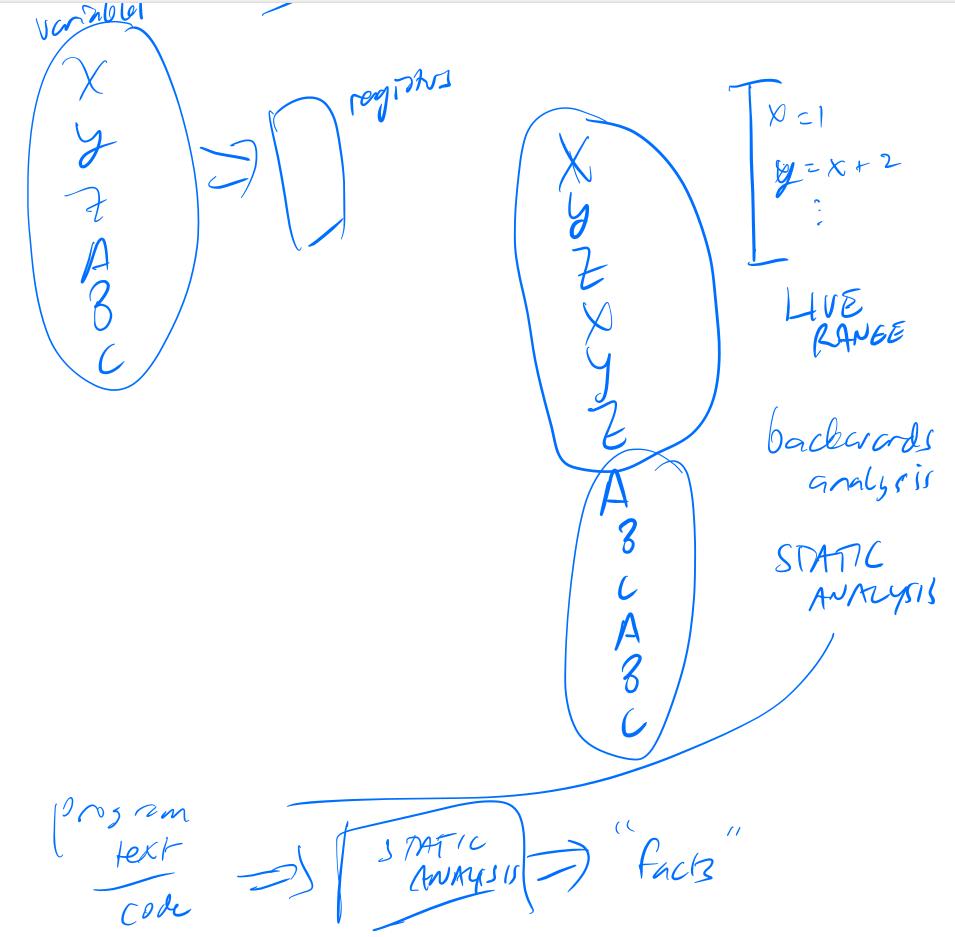 variables
X
y
z
A
B
C
registers
X
y
Z
X
y
Z
A
B
C
A
B
C
x = 1
y = x + 2
⋮
LIVE
RANGE
backwards
analysis
STATIC
ANALYSIS
program
text
code
STATIC
ANALYSIS
"facts"